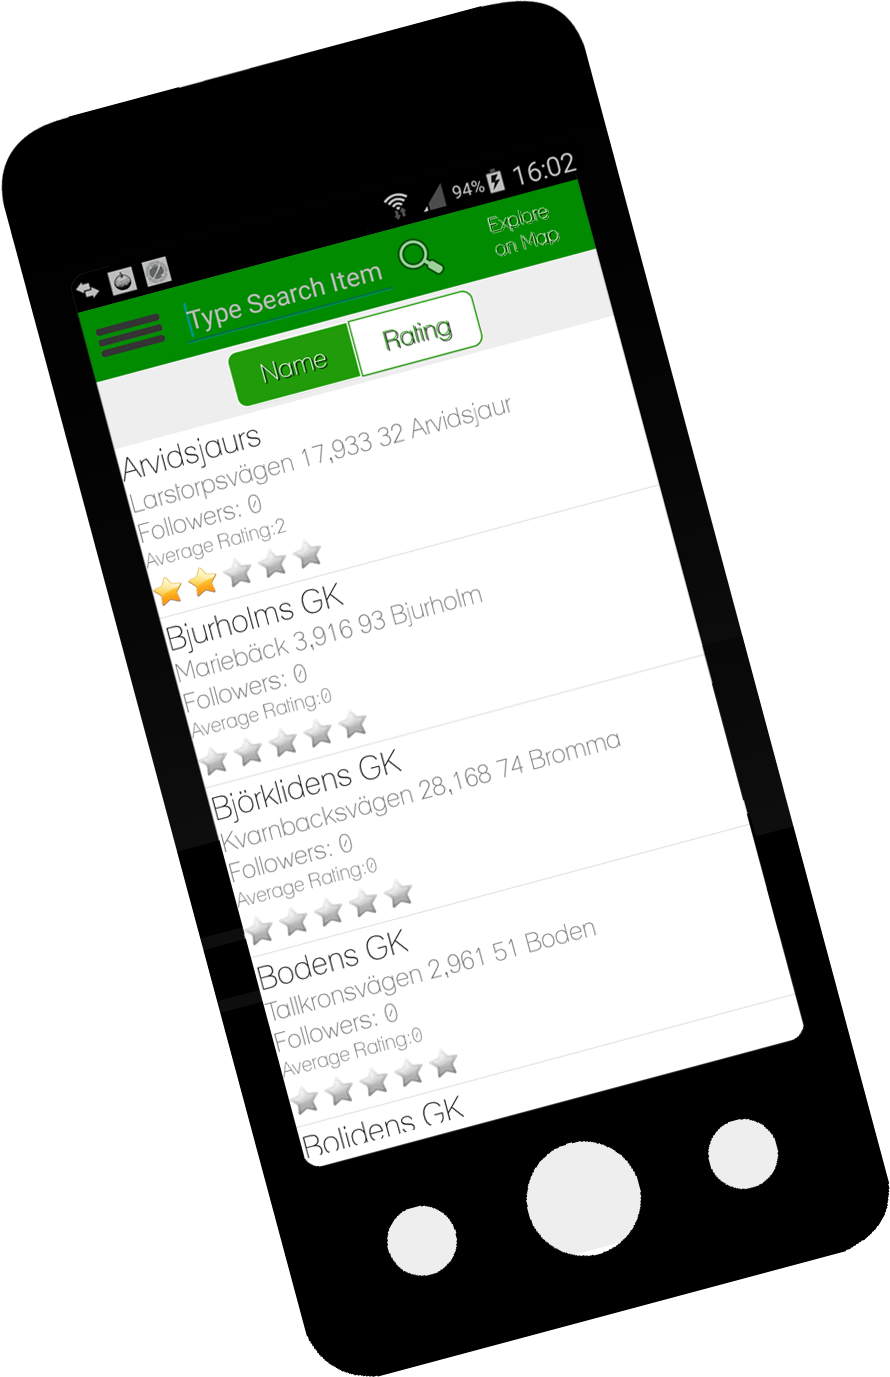 94% 16:02
Type Search Item
Explore
on Map
Name
Rating
Arvidsjaurs
Larstorpsvägen 17,933 32 Arvidsjaur
Followers: 0
Average Rating:2
Bjurholms GK
Mariebäck 3,916 93 Bjurholm
Followers: 0
Average Rating:0
Björklidens GK
Kvarnbacksvägen 28,168 74 Bromma
Followers: 0
Average Rating:0
Bodens GK
Tallkronsvägen 2,961 51 Boden
Followers: 0
Average Rating:0
Bolidens GK